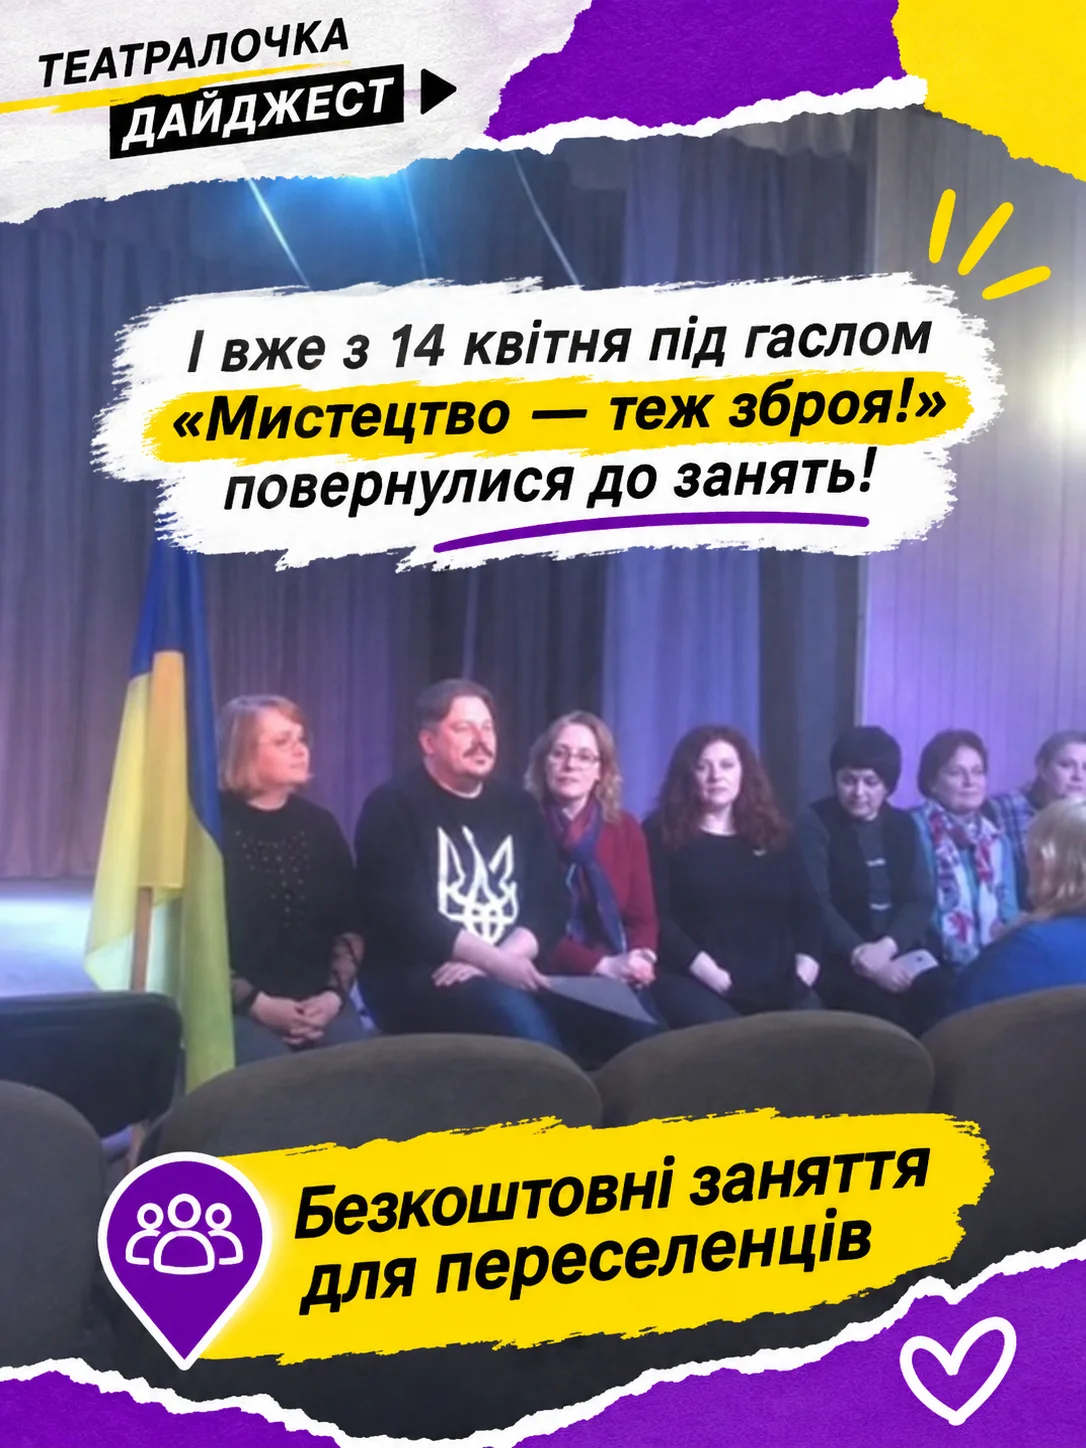 ТЕАТРАЛОЧКА
ДАЙДЖЕСТ
І вже з 14 квітня під гаслом
«Мистецтво — теж зброя!»
повернулися до занять!
Безкоштовні заняття
для переселенців